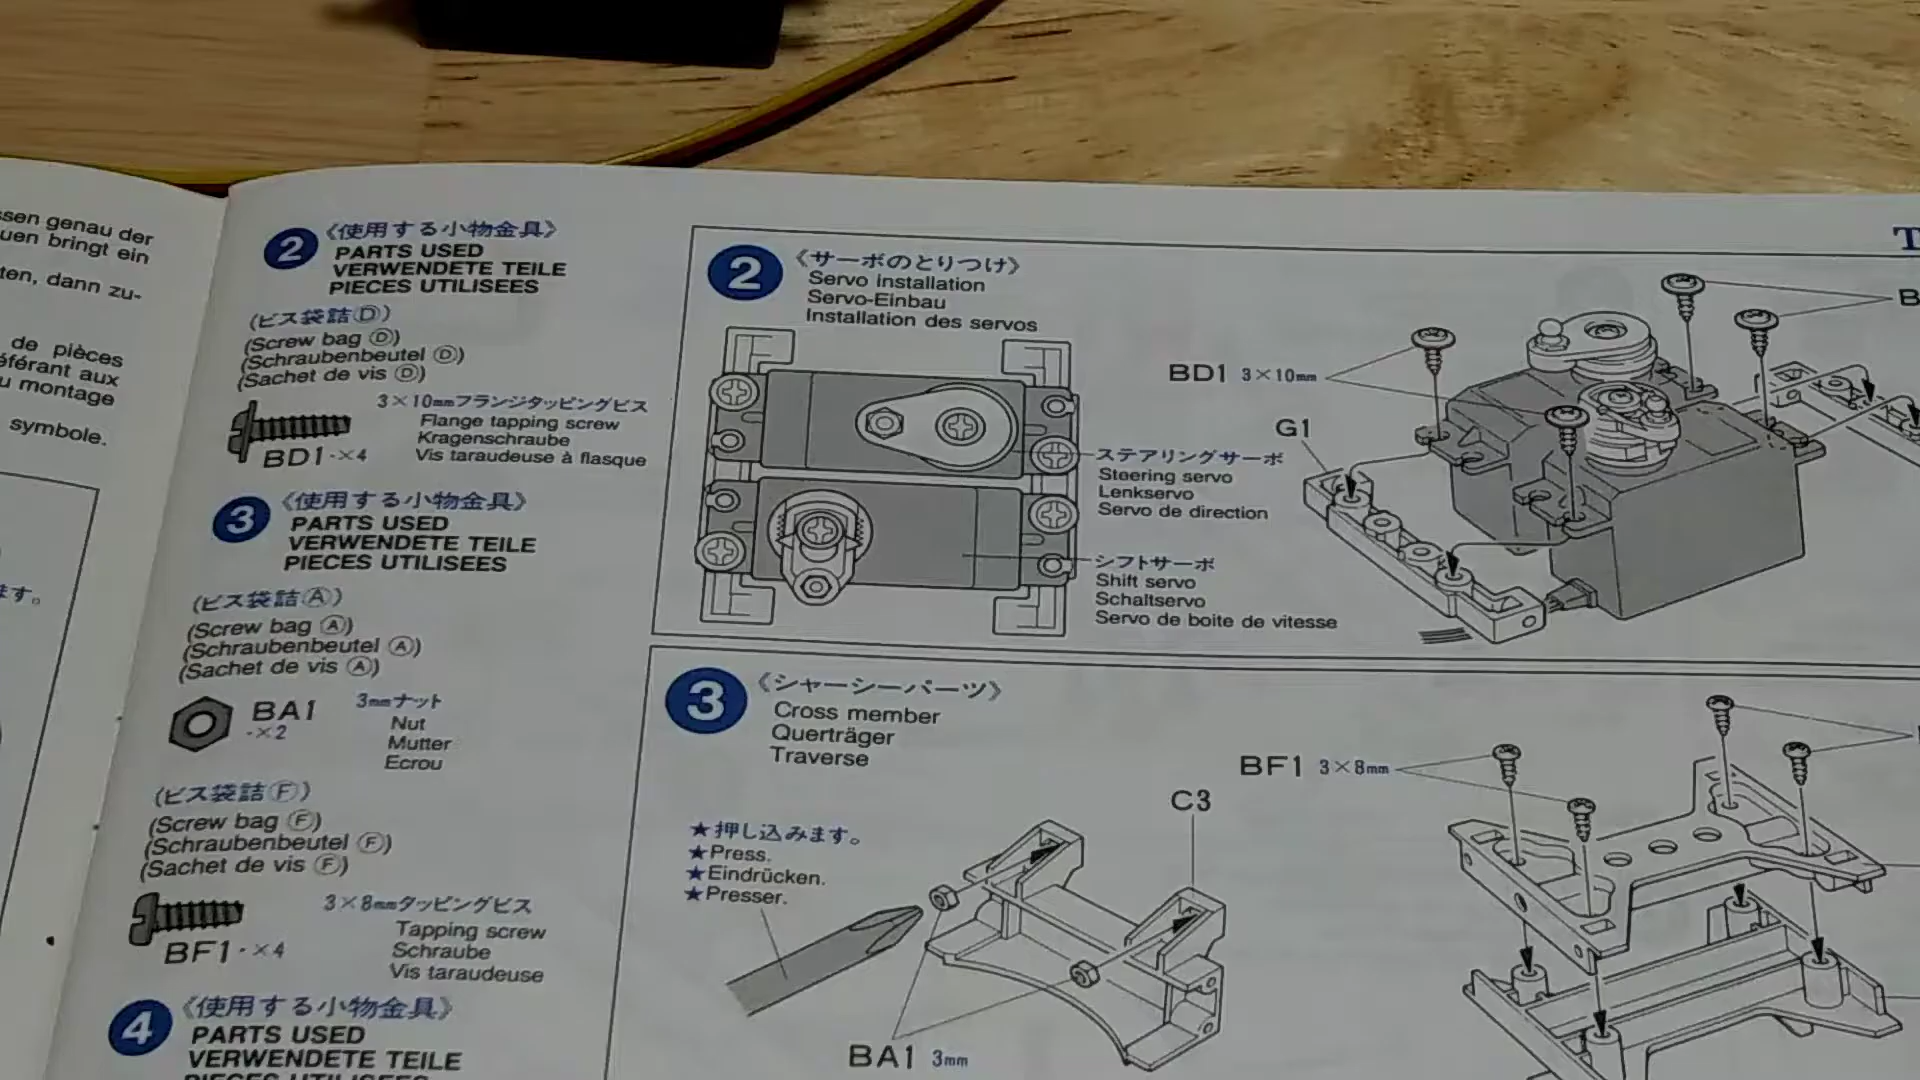 ssen genau der
uen bringt ein
ten, dann zu-
de pièces
éférant aux
u montage
symbole.
ます。
2
《使用する小物金具》
PARTS USED
VERWENDETE TEILE
PIECES UTILISEES
(ビス袋詰Ⓓ)
(Screw bag Ⓓ)
(Schraubenbeutel Ⓓ)
(Sachet de vis Ⓓ)
3×10mmフランジタッピングビス
Flange tapping screw
Kragenschraube
Vis taraudeuse à flasque
BD1・×4
3
《使用する小物金具》
PARTS USED
VERWENDETE TEILE
PIECES UTILISEES
(ビス袋詰Ⓐ)
(Screw bag Ⓐ)
(Schraubenbeutel Ⓐ)
(Sachet de vis Ⓐ)
BA1
・×2
3mmナット
Nut
Mutter
Ecrou
(ビス袋詰Ⓕ)
(Screw bag Ⓕ)
(Schraubenbeutel Ⓕ)
(Sachet de vis Ⓕ)
3×8mmタッピングビス
Tapping screw
Schraube
Vis taraudeuse
BF1・×4
4
《使用する小物金具》
PARTS USED
VERWENDETE TEILE
PIECES UTILISEES
T
2
《サーボのとりつけ》
Servo installation
Servo-Einbau
Installation des servos
BD1 3×10mm
B
G1
ステアリングサーボ
Steering servo
Lenkservo
Servo de direction
シフトサーボ
Shift servo
Schaltservo
Servo de boite de vitesse
3
《シャーシーパーツ》
Cross member
Querträger
Traverse
BF1 3×8mm
C3
★押し込みます。
★Press.
★Eindrücken.
★Presser.
BA1 3mm